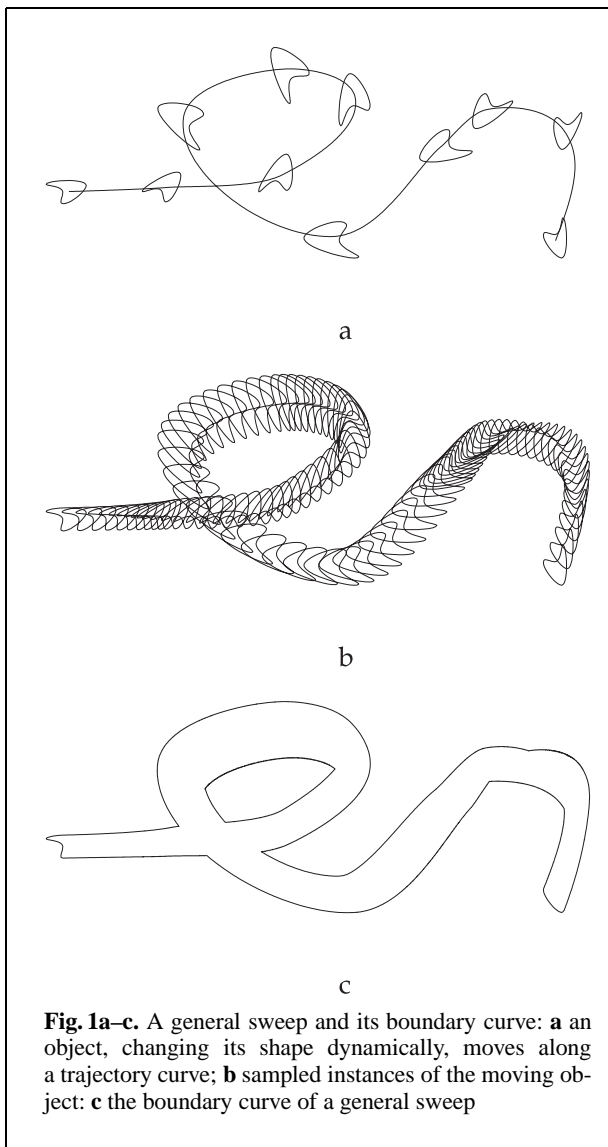 a
b
c
Fig. 1a–c. A general sweep and its boundary curve: a an
object, changing its shape dynamically, moves along
a trajectory curve; b sampled instances of the moving ob-
ject: c the boundary curve of a general sweep